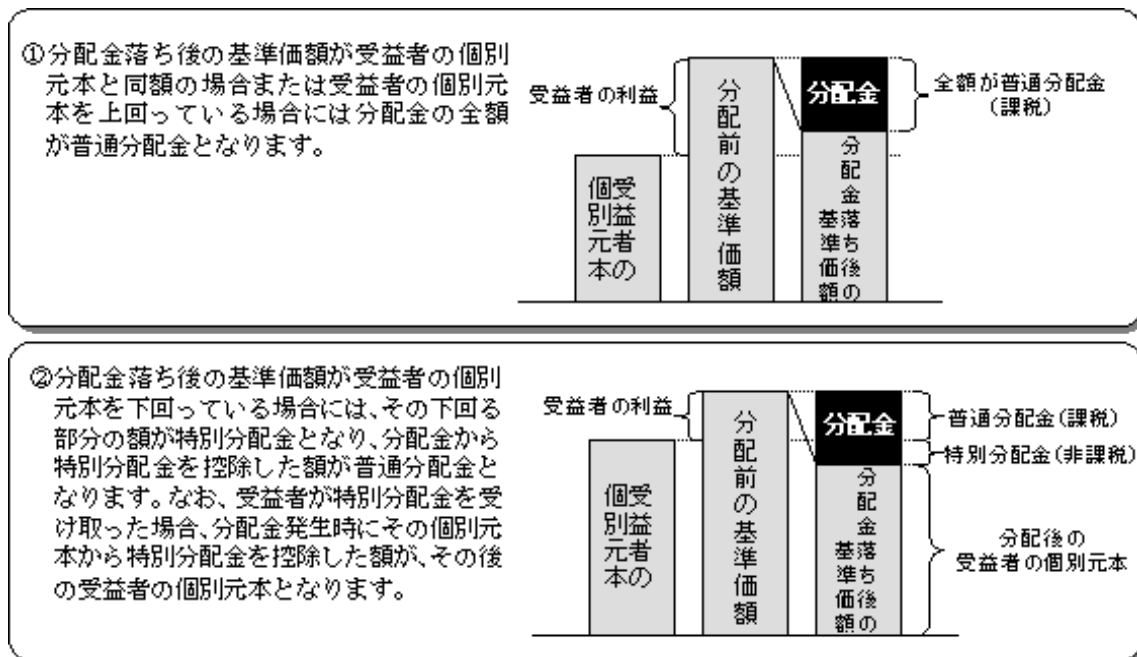 ①分配金落ち後の基準価額が受益者の個別
元本と同額の場合または受益者の個別元
本を上回っている場合には分配金の全額
が普通分配金となります。
受益者の利益
受益者の
個別元本
分配前の基準価額
分配金
分配金落ち後の
基準価額
全額が普通分配金
(課税)
②分配金落ち後の基準価額が受益者の個別
元本を下回っている場合には、その下回る
部分の額が特別分配金となり、分配金から
特別分配金を控除した額が普通分配金と
なります。なお、受益者が特別分配金を受
け取った場合、分配金発生時にその個別元
本から特別分配金を控除した額が、その後
の受益者の個別元本となります。
受益者の利益
受益者の
個別元本
分配前の基準価額
分配金
分配金落ち後の
基準価額
普通分配金(課税)
特別分配金(非課税)
分配後の
受益者の個別元本